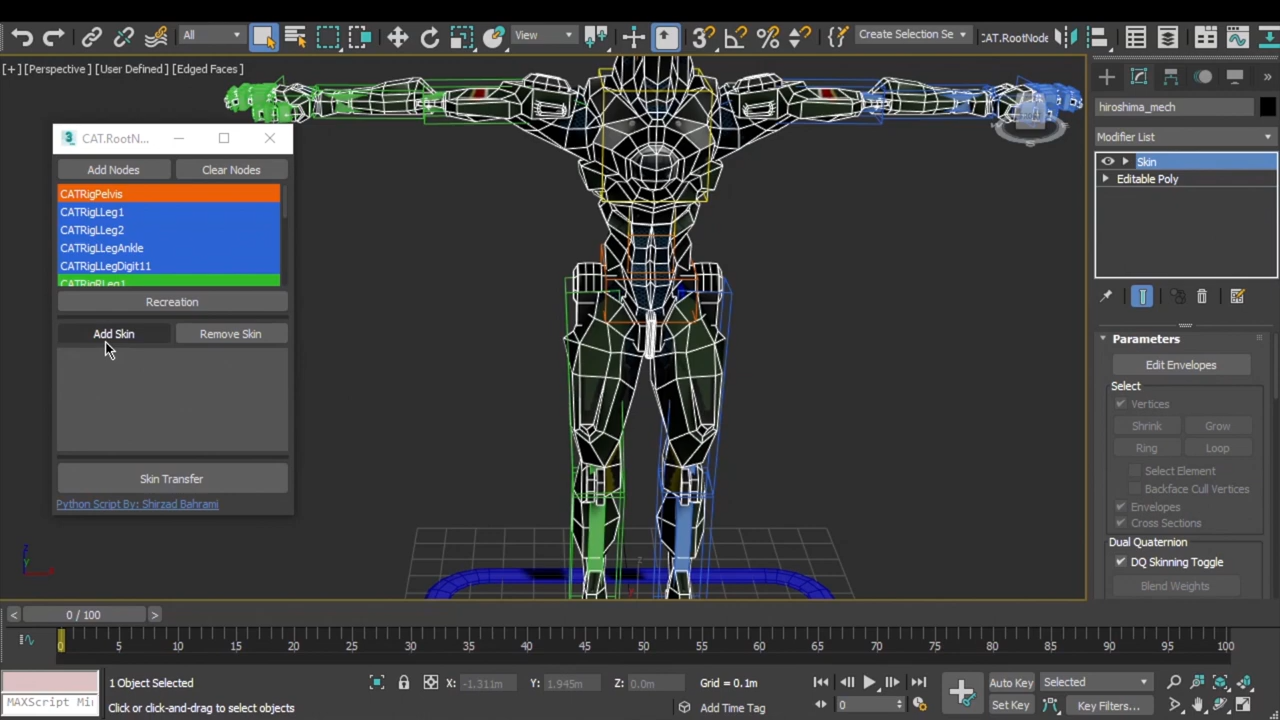 All
View
Create Selection Se
CAT.RootNode
[+] [Perspective] [User Defined] [Edged Faces]
CAT.RootN...
Add Nodes
Clear Nodes
CATRigPelvis
CATRigLLeg1
CATRigLLeg2
CATRigLLegAnkle
CATRigLLegDigit11
CATRigRLeg1
Recreation
Add Skin
Remove Skin
Skin Transfer
Python Script By: Shirzad Bahrami
hiroshima_mech
Modifier List
Skin
Editable Poly
Parameters
Edit Envelopes
Select
Vertices
Shrink
Grow
Ring
Loop
Select Element
Backface Cull Vertices
Envelopes
Cross Sections
Dual Quaternion
DQ Skinning Toggle
Blend Weights
0 / 100
0 5 10 15 20 25 30 35 40 45 50 55 60 65 70 75 80 85 90 95 100
1 Object Selected
X: -1.311m
Y: 1.945m
Z: 0.0m
Grid = 0.1m
Auto Key
Selected
MAXScript Mi
Click or click-and-drag to select objects
Add Time Tag
0
Set Key
Key Filters...